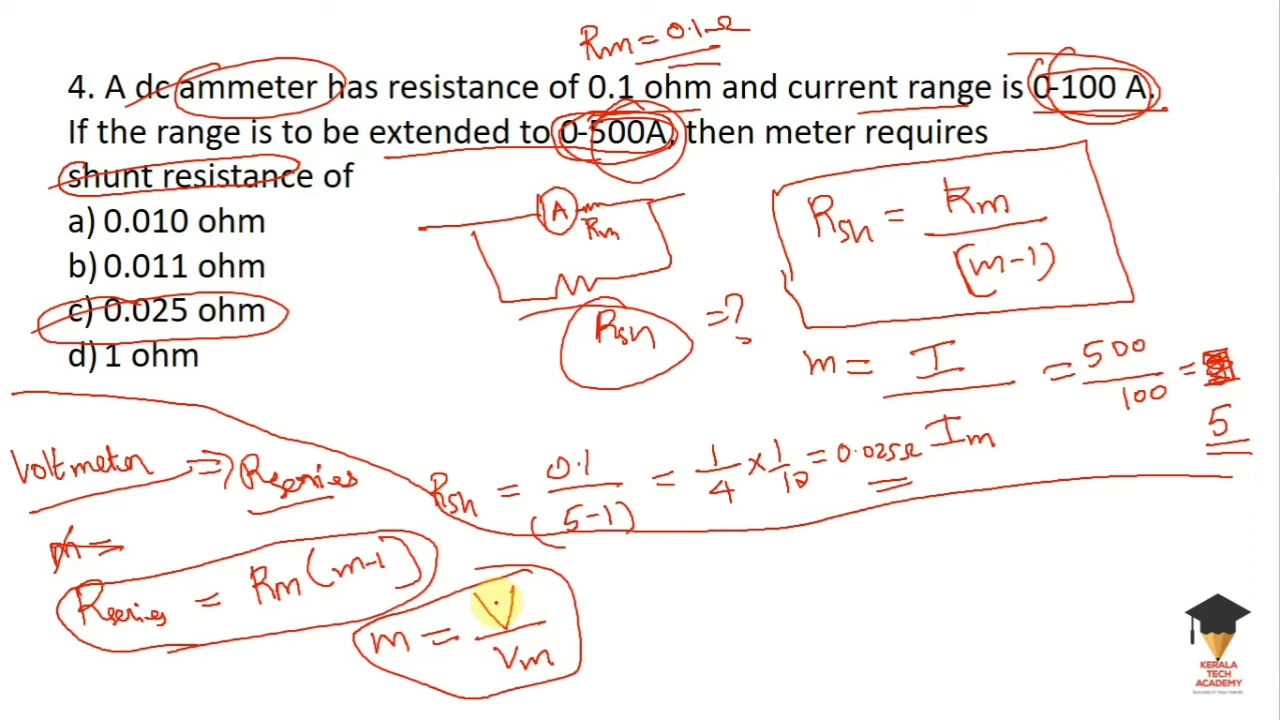 Rm = 0.1Ω
4. A dc ammeter has resistance of 0.1 ohm and current range is 0-100 A.
If the range is to be extended to 0-500A, then meter requires
shunt resistance of
a) 0.010 ohm
b) 0.011 ohm
c) 0.025 ohm
d) 1 ohm
A
Rm
Rsh = ?
Rsh = Rm / (m-1)
m = I / Im = 500 / 100 =
5
Rsh = 0.1 / (5-1) = 1/4 × 1/10 = 0.025Ω
Voltmeter => Rseries
m =
Rseries = Rm (m-1)
m = V / Vm
KERALA
TECH
ACADEMY